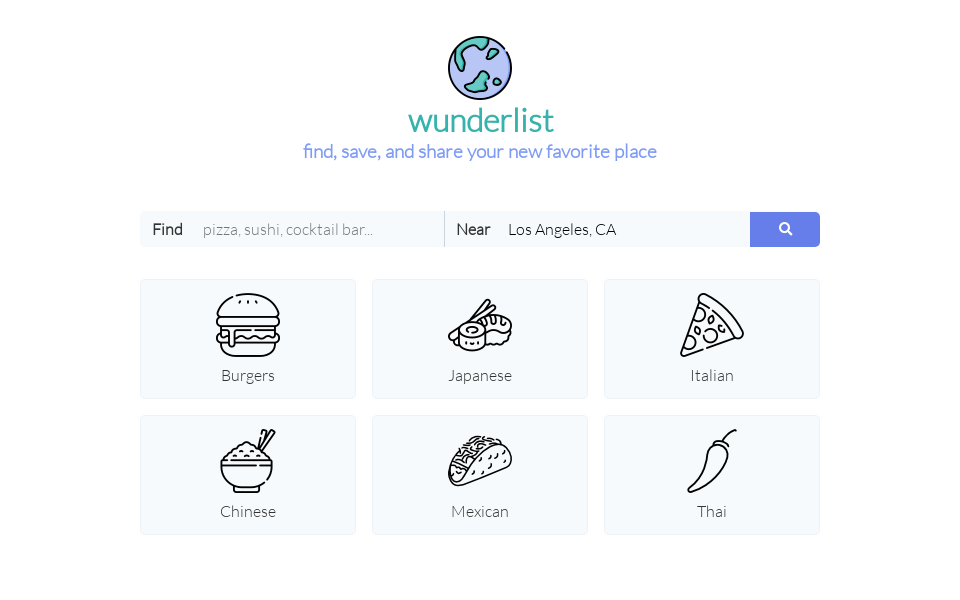 wunderlist
find, save, and share your new favorite place
Find pizza, sushi, cocktail bar... Near Los Angeles, CA
Burgers Japanese Italian
Chinese Mexican Thai